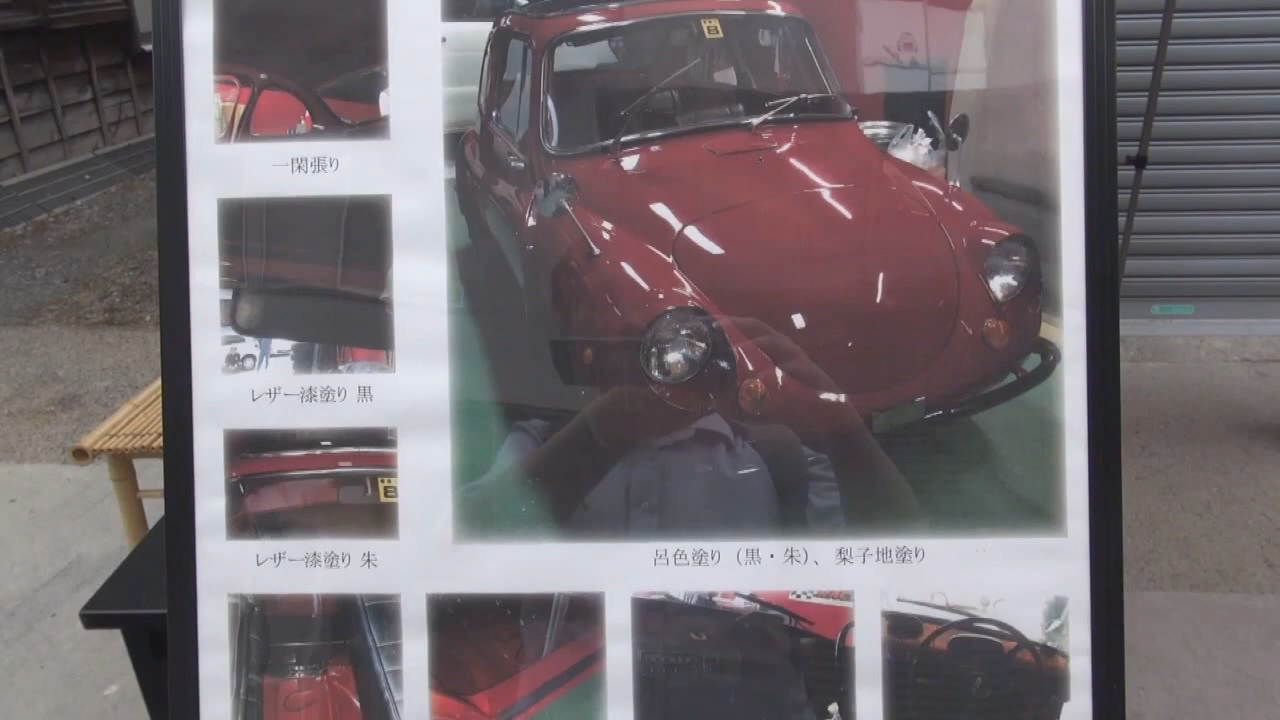 一閑張り
レザー漆塗り 黒
レザー漆塗り 朱
呂色塗り（黒・朱）、梨子地塗り
8